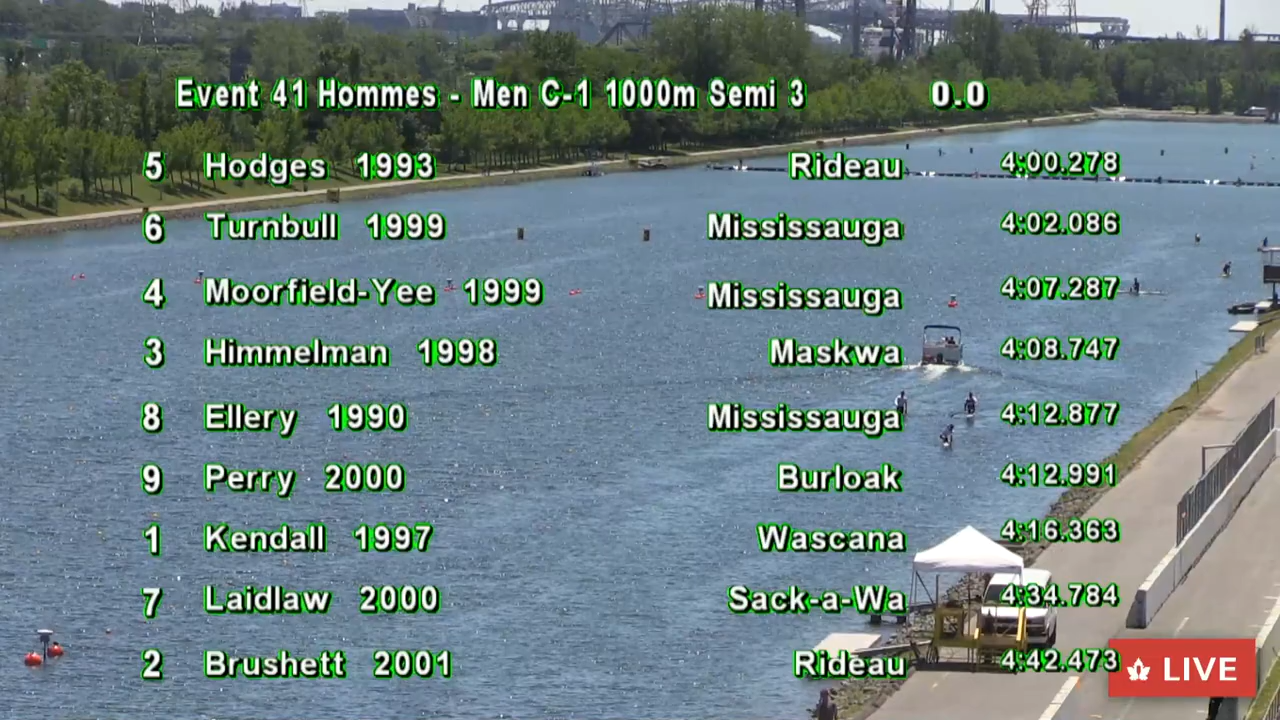 Event 41 Hommes - Men C-1 1000m Semi 3 0.0
5 Hodges 1993 Rideau 4:00.278
6 Turnbull 1999 Mississauga 4:02.086
4 Moorfield-Yee 1999 Mississauga 4:07.287
3 Himmelman 1998 Maskwa 4:08.747
8 Ellery 1990 Mississauga 4:12.877
9 Perry 2000 Burloak 4:12.991
1 Kendall 1997 Wascana 4:16.363
7 Laidlaw 2000 Sack-a-Wa 4:34.784
2 Brushett 2001 Rideau 4:42.473
LIVE